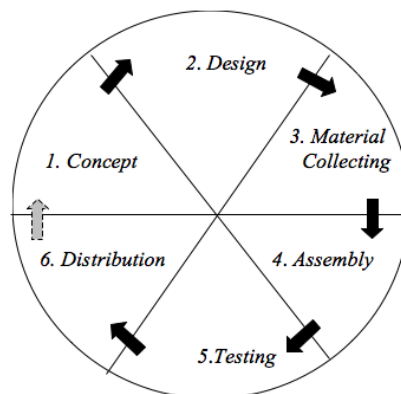 1. Concept
2. Design
3. Material
Collecting
4. Assembly
5.Testing
6. Distribution